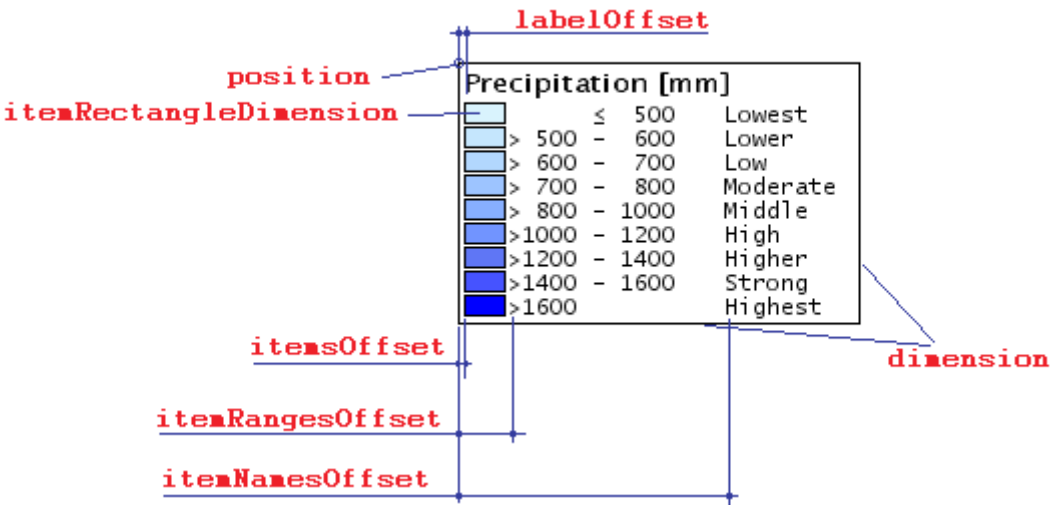 labelOffset
position
Precipitation [mm]
itemRectangleDimension
≤ 500 Lowest
> 500 – 600 Lower
> 600 – 700 Low
> 700 – 800 Moderate
> 800 – 1000 Middle
>1000 – 1200 High
>1200 – 1400 Higher
>1400 – 1600 Strong
>1600 Highest
itemsOffset
dimension
itemRangesOffset
itemNamesOffset